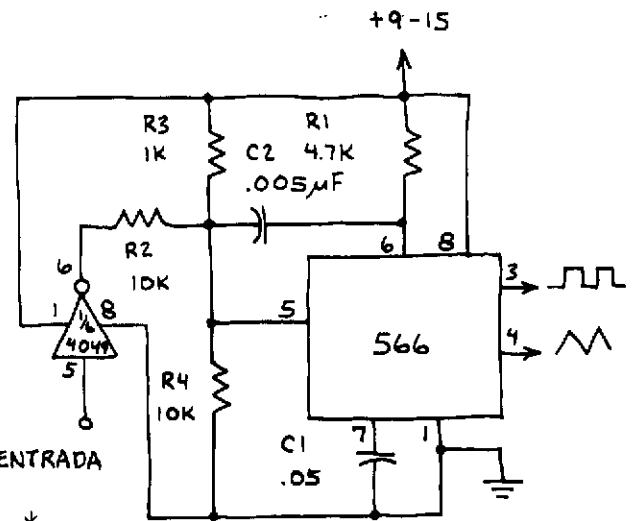 +9-15
R3
1K
R1
4.7K
C2
.005µF
R2
10K
6
6
8
3
1
8
1/6
4049
5
5
566
4
R4
10K
7
1
C1
.05
ENTRADA